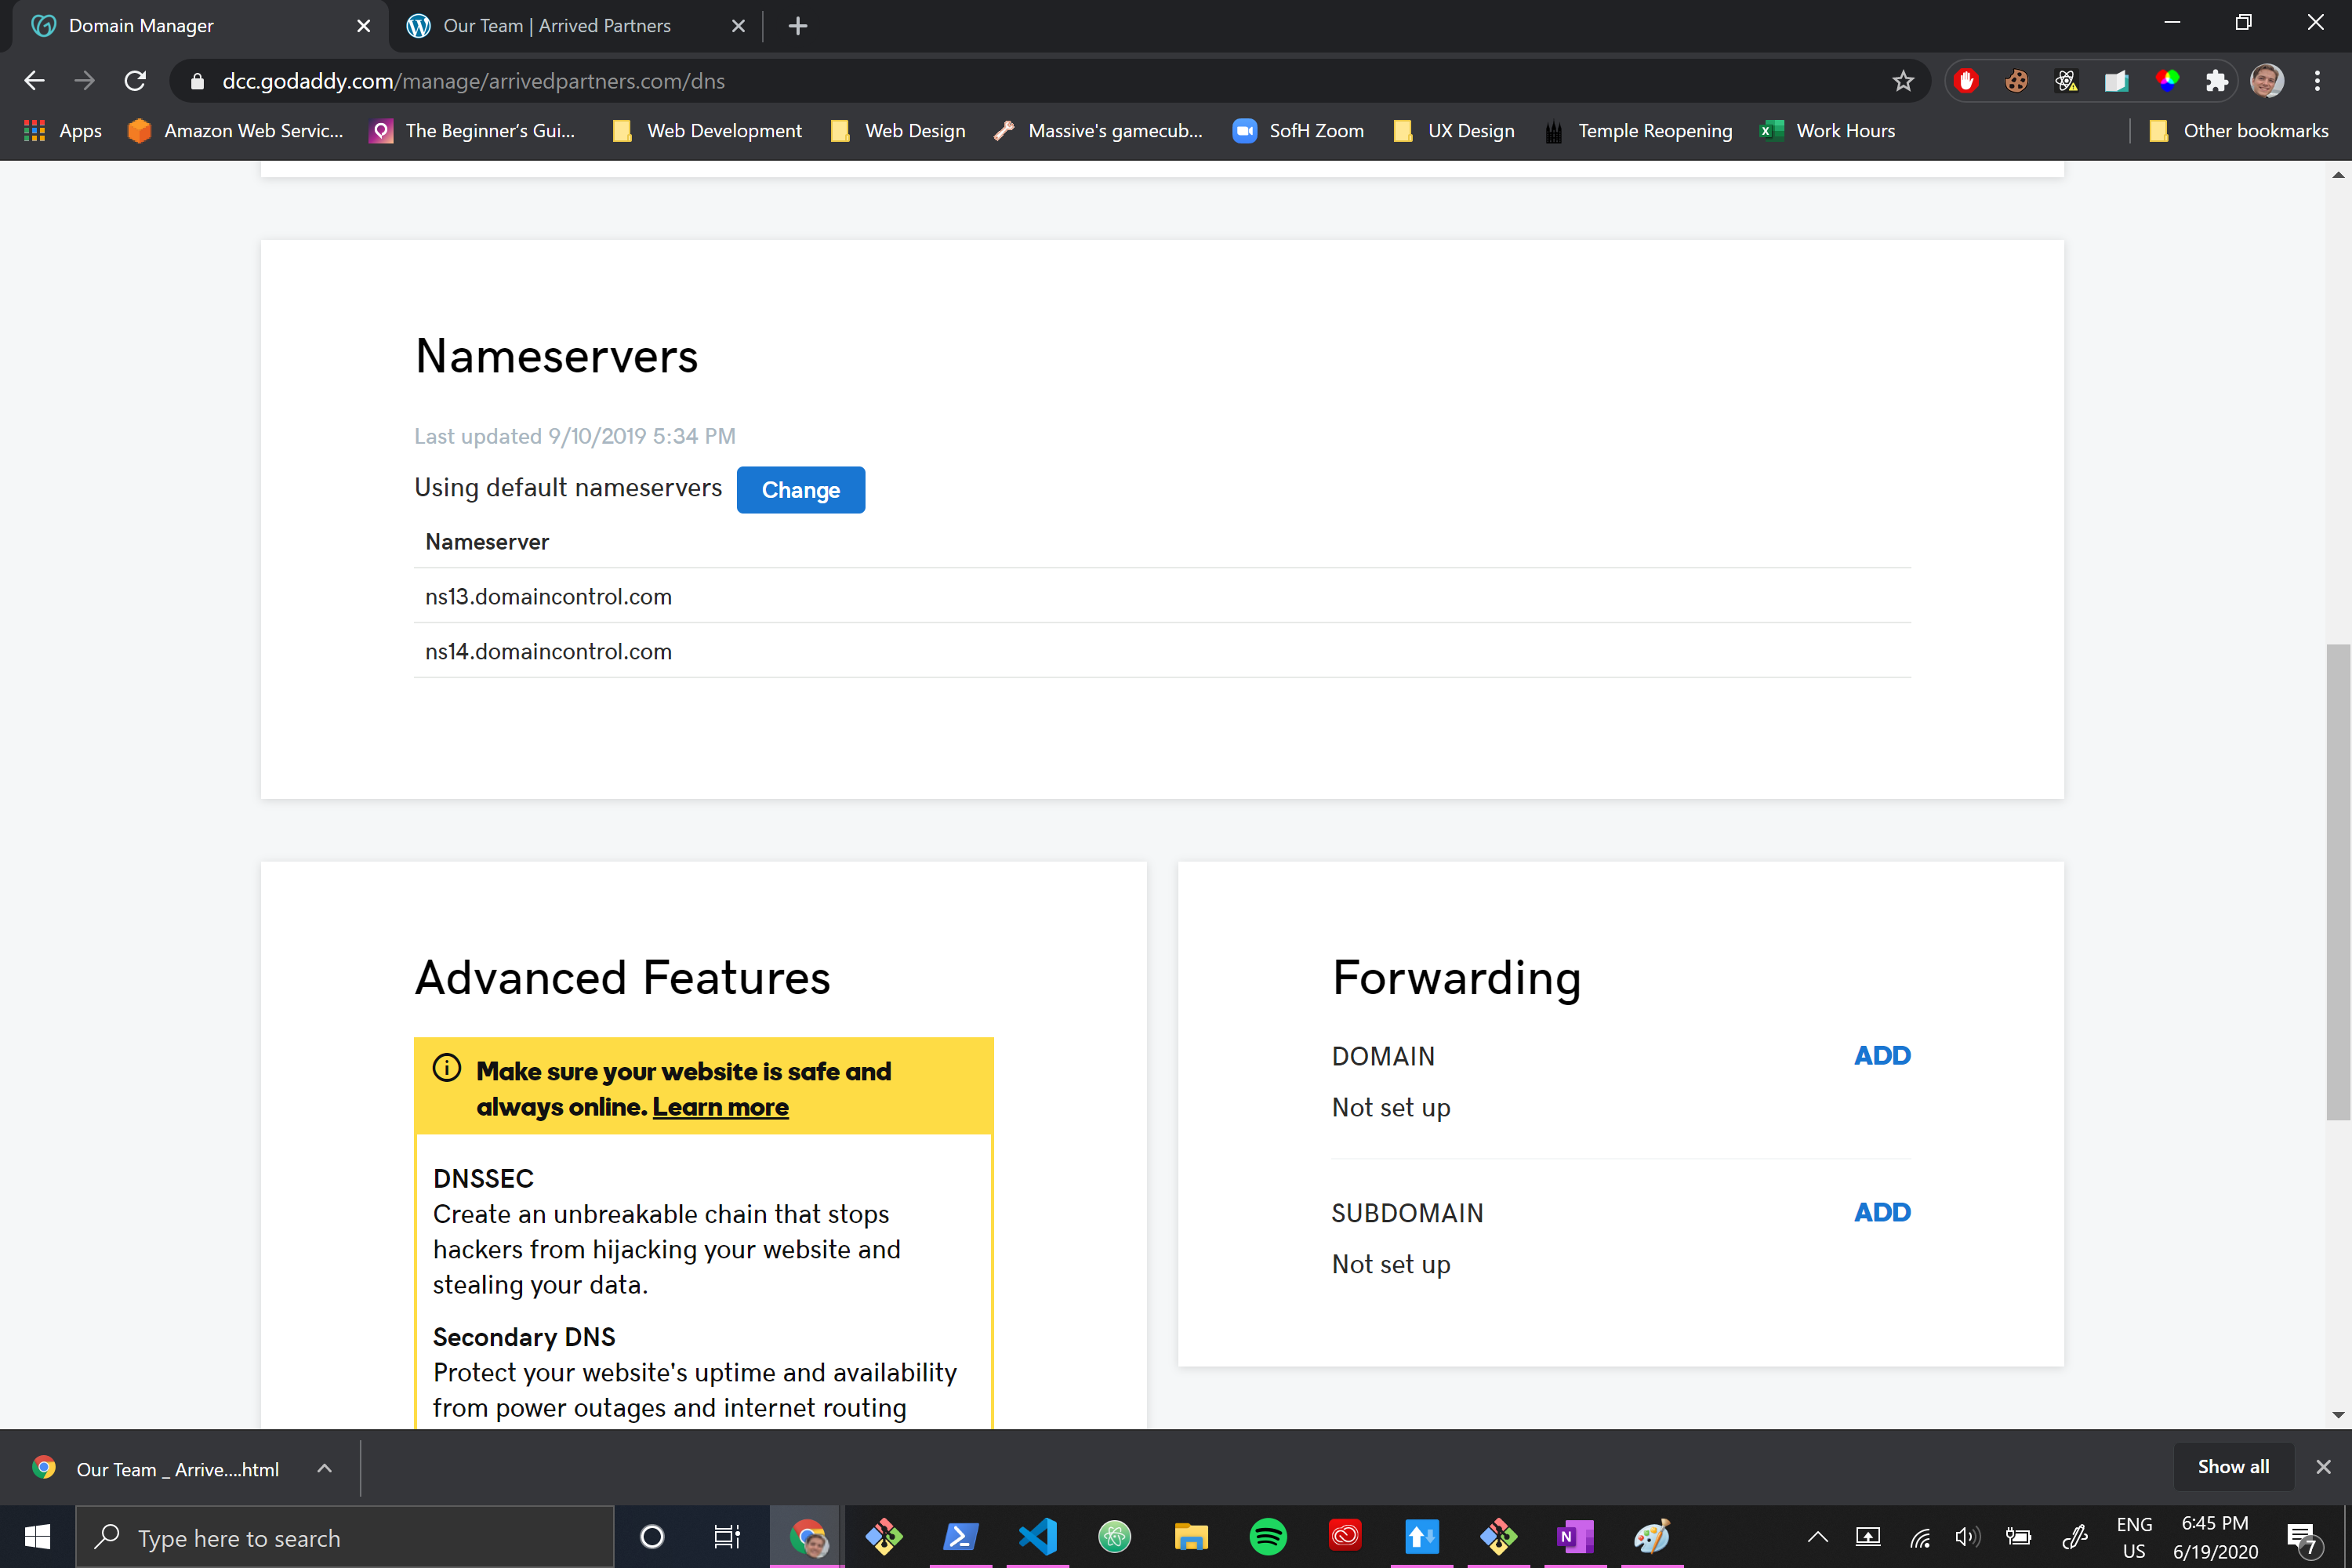 Domain Manager
Our Team | Arrived Partners
dcc.godaddy.com/manage/arrivedpartners.com/dns
Apps
Amazon Web Servic...
The Beginner's Gui...
Web Development
Web Design
Massive's gamecub...
SofH Zoom
UX Design
Temple Reopening
Work Hours
Other bookmarks
Nameservers
Last updated 9/10/2019 5:34 PM
Using default nameservers
Change
Nameserver
ns13.domaincontrol.com
ns14.domaincontrol.com
Advanced Features
Make sure your website is safe and
always online. Learn more
DNSSEC
Create an unbreakable chain that stops
hackers from hijacking your website and
stealing your data.
Secondary DNS
Protect your website's uptime and availability
from power outages and internet routing
Forwarding
DOMAIN
ADD
Not set up
SUBDOMAIN
ADD
Not set up
Our Team _ Arrive....html
Show all
Type here to search
ENG
US
6:45 PM
6/19/2020
7